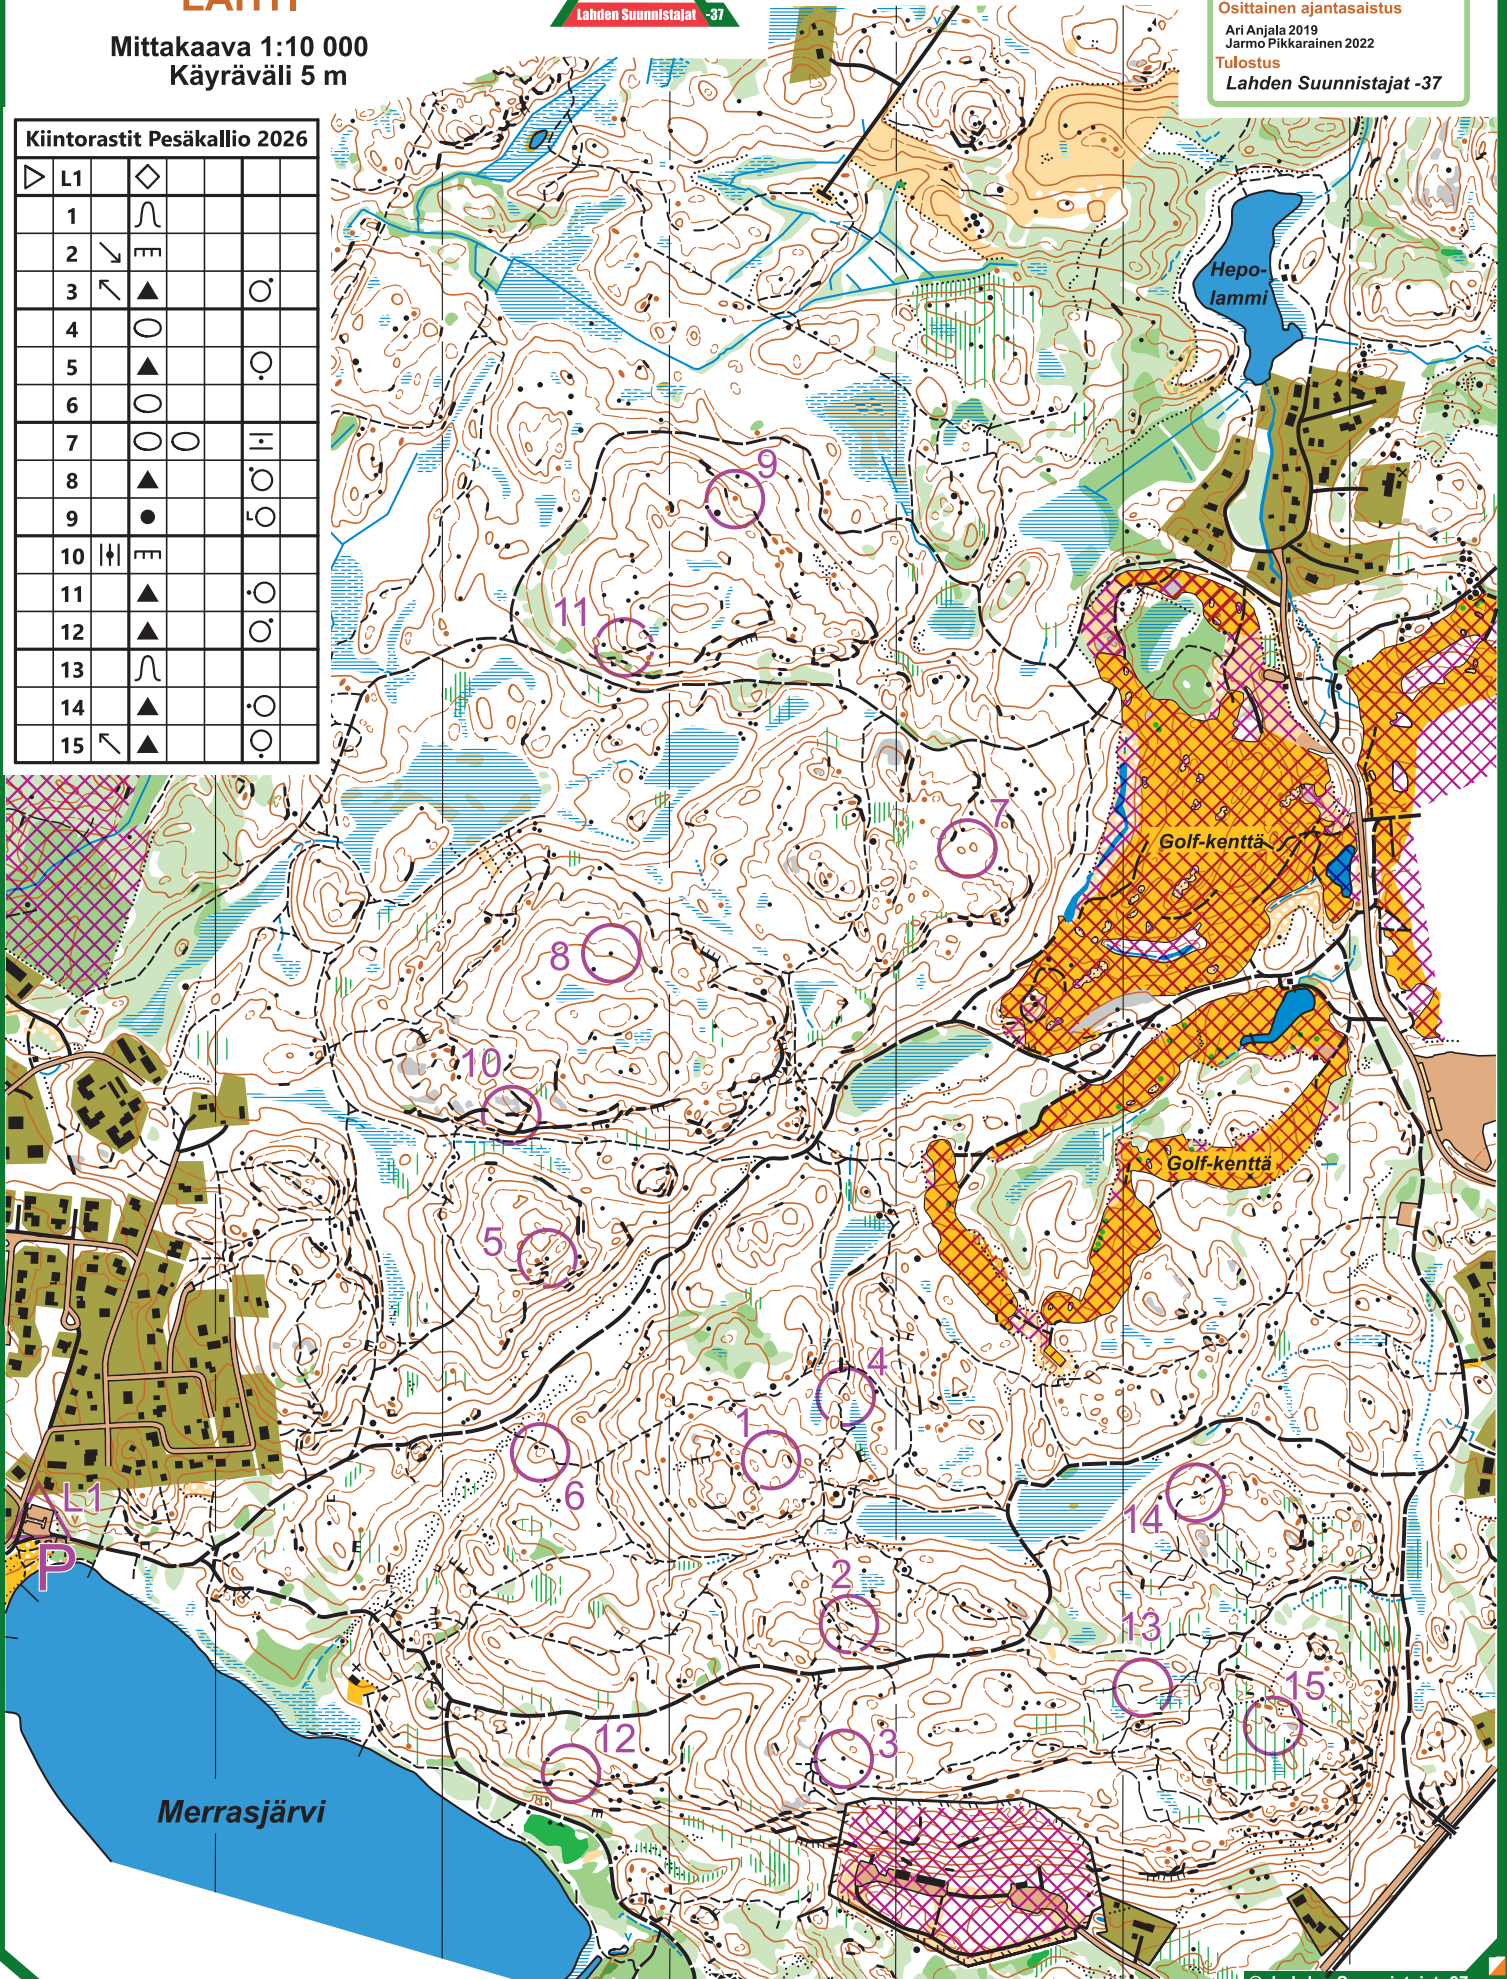 LAHTI
Mittakaava 1:10 000
Käyräväli 5 m
Lahden Suunnistajat -37
Osittainen ajantasaistus
Ari Anjala 2019
Jarmo Pikkarainen 2022
Tulostus
Lahden Suunnistajat -37
Kiintorastit Pesäkallio 2026
L1
1
2
3
4
5
6
7
8
9
10
11
12
13
14
15
Hepo-
lammi
9
11
7
Golf-kenttä
8
10
Golf-kenttä
5
4
1
6
L1
14
P
2
13
15
12
3
Merrasjärvi